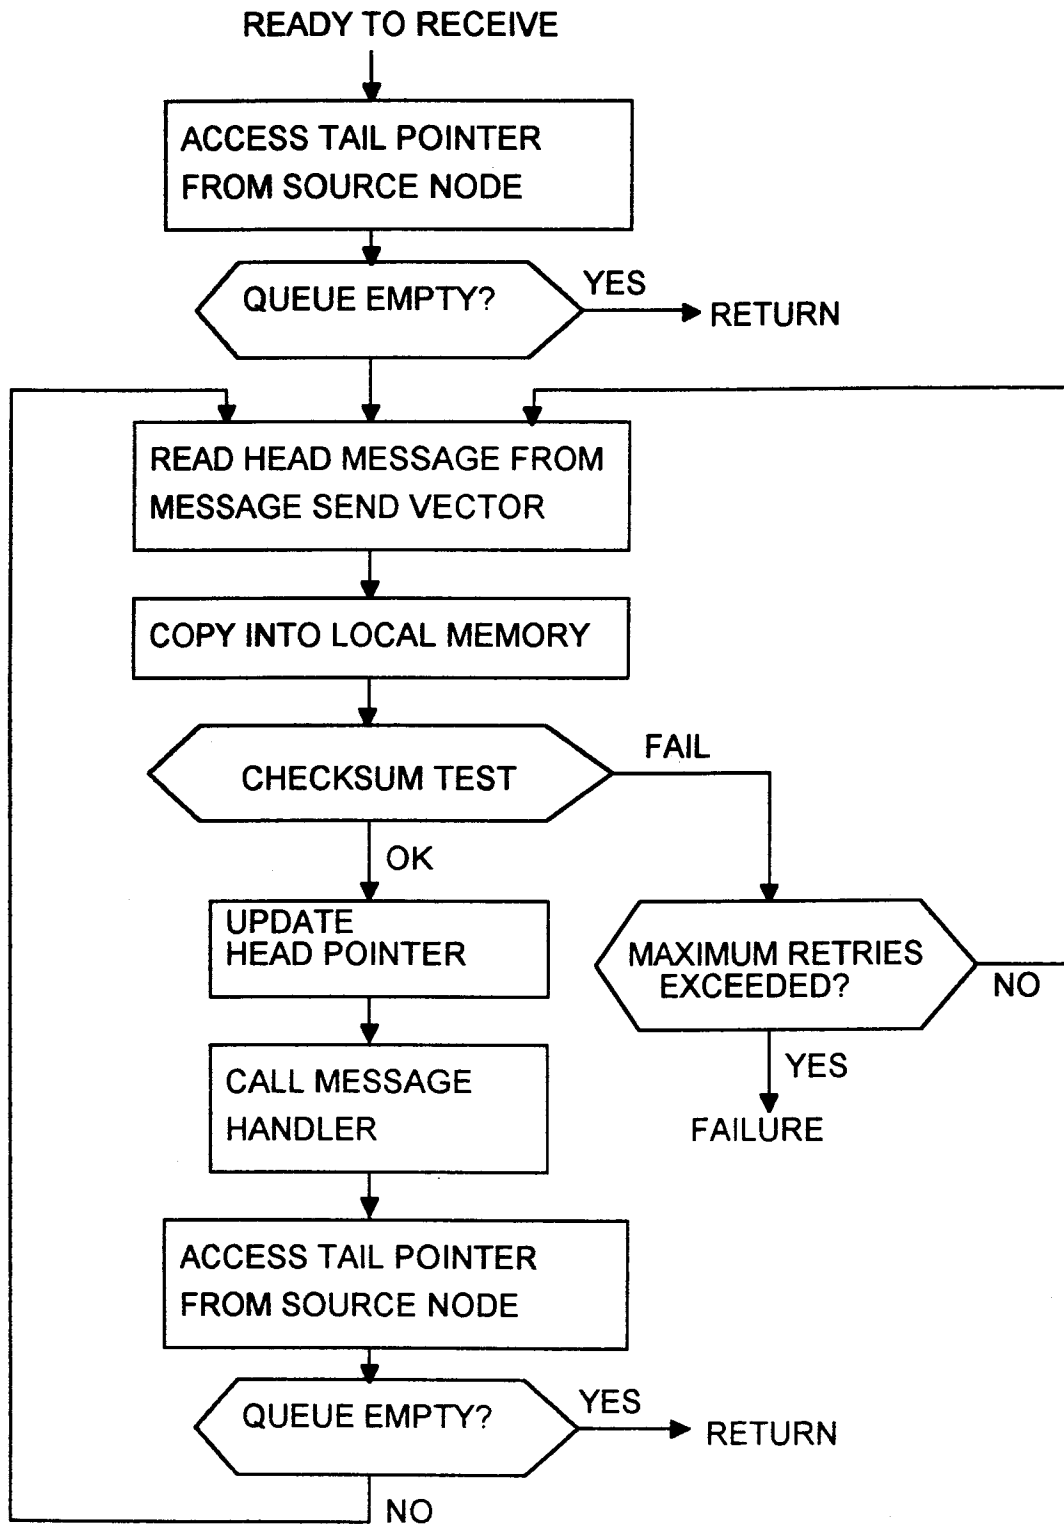 READY TO RECEIVE
ACCESS TAIL POINTER
FROM SOURCE NODE
QUEUE EMPTY?
YES
RETURN
READ HEAD MESSAGE FROM
MESSAGE SEND VECTOR
COPY INTO LOCAL MEMORY
CHECKSUM TEST
FAIL
OK
UPDATE
HEAD POINTER
MAXIMUM RETRIES
EXCEEDED?
NO
YES
FAILURE
CALL MESSAGE
HANDLER
ACCESS TAIL POINTER
FROM SOURCE NODE
QUEUE EMPTY?
YES
RETURN
NO